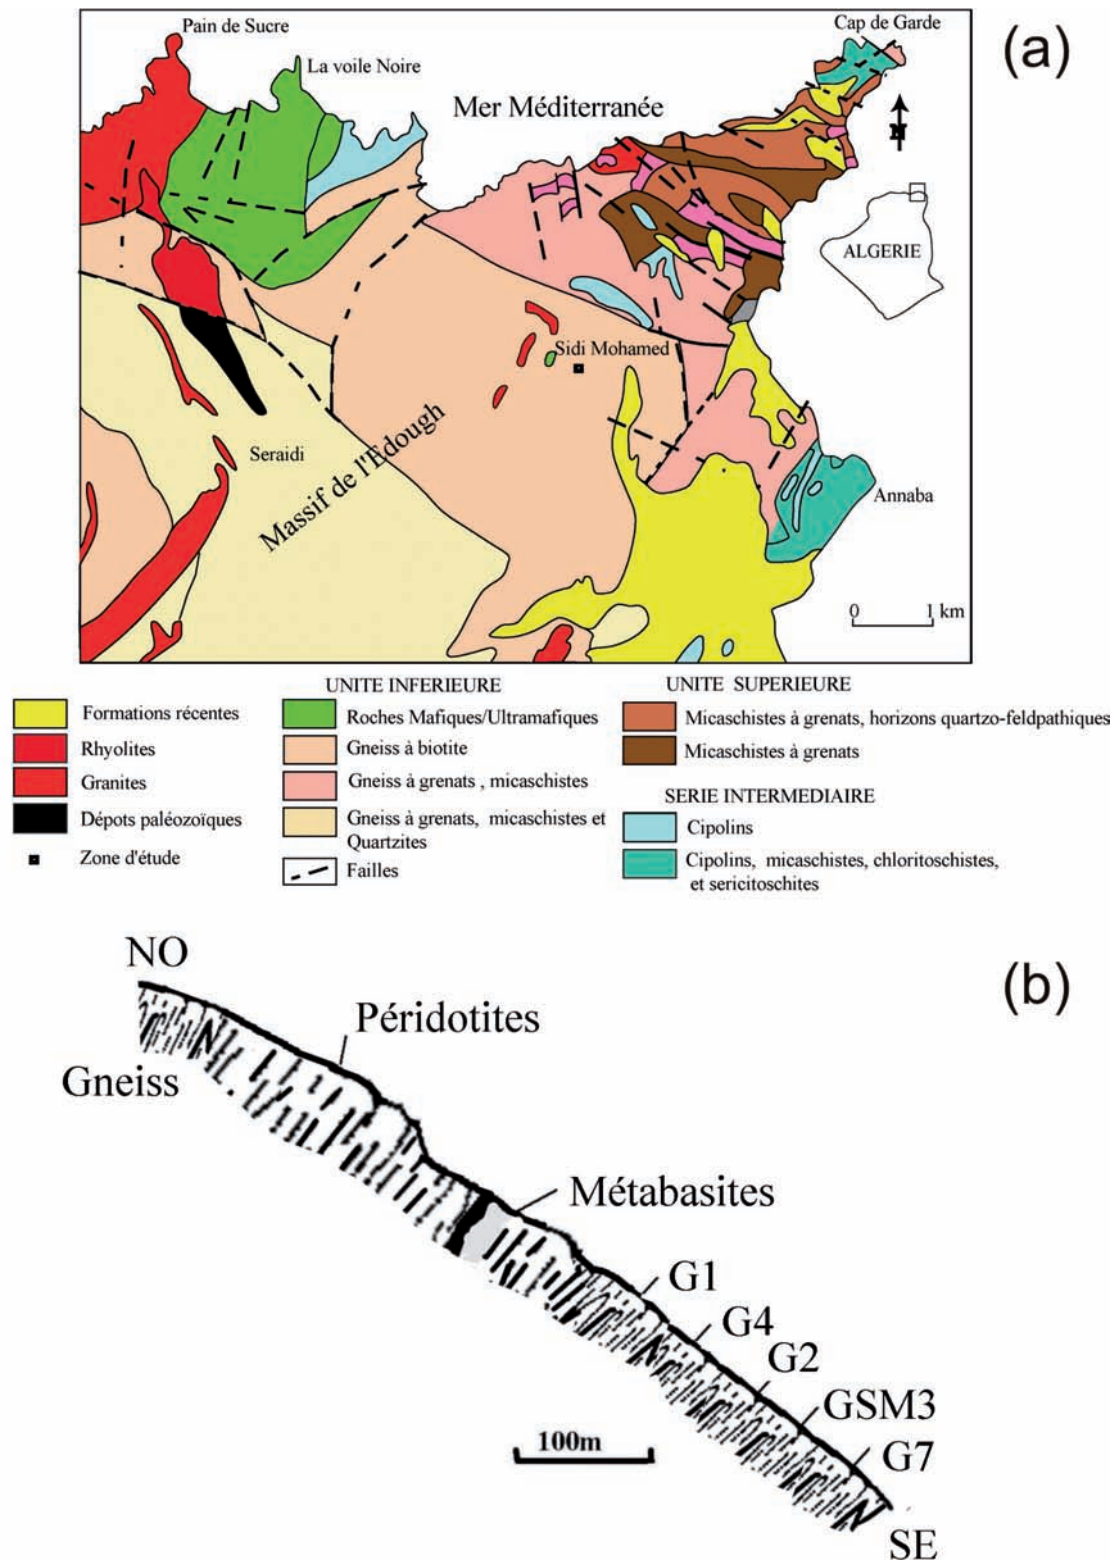 Pain de Sucre
Cap de Garde
(a)
La voile Noire
Mer Méditerranée
N
ALGERIE
Sidi Mohamed
Massif de l'Edough
Seraidi
Annaba
0 1 km
UNITE INFERIEURE
UNITE SUPERIEURE
Formations récentes
Roches Mafiques/Ultramafiques
Micaschistes à grenats, horizons quartzo-feldpathiques
Rhyolites
Gneiss à biotite
Micaschistes à grenats
Granites
Gneiss à grenats , micaschistes
SERIE INTERMEDIAIRE
Dépots paléozoïques
Gneiss à grenats, micaschistes et
Quartzites
Cipolins
Zone d'étude
Failles
Cipolins, micaschistes, chloritoschistes,
et sericitoschites
NO
(b)
Péridotites
Gneiss
Métabasites
G1
G4
G2
GSM3
100m
G7
SE